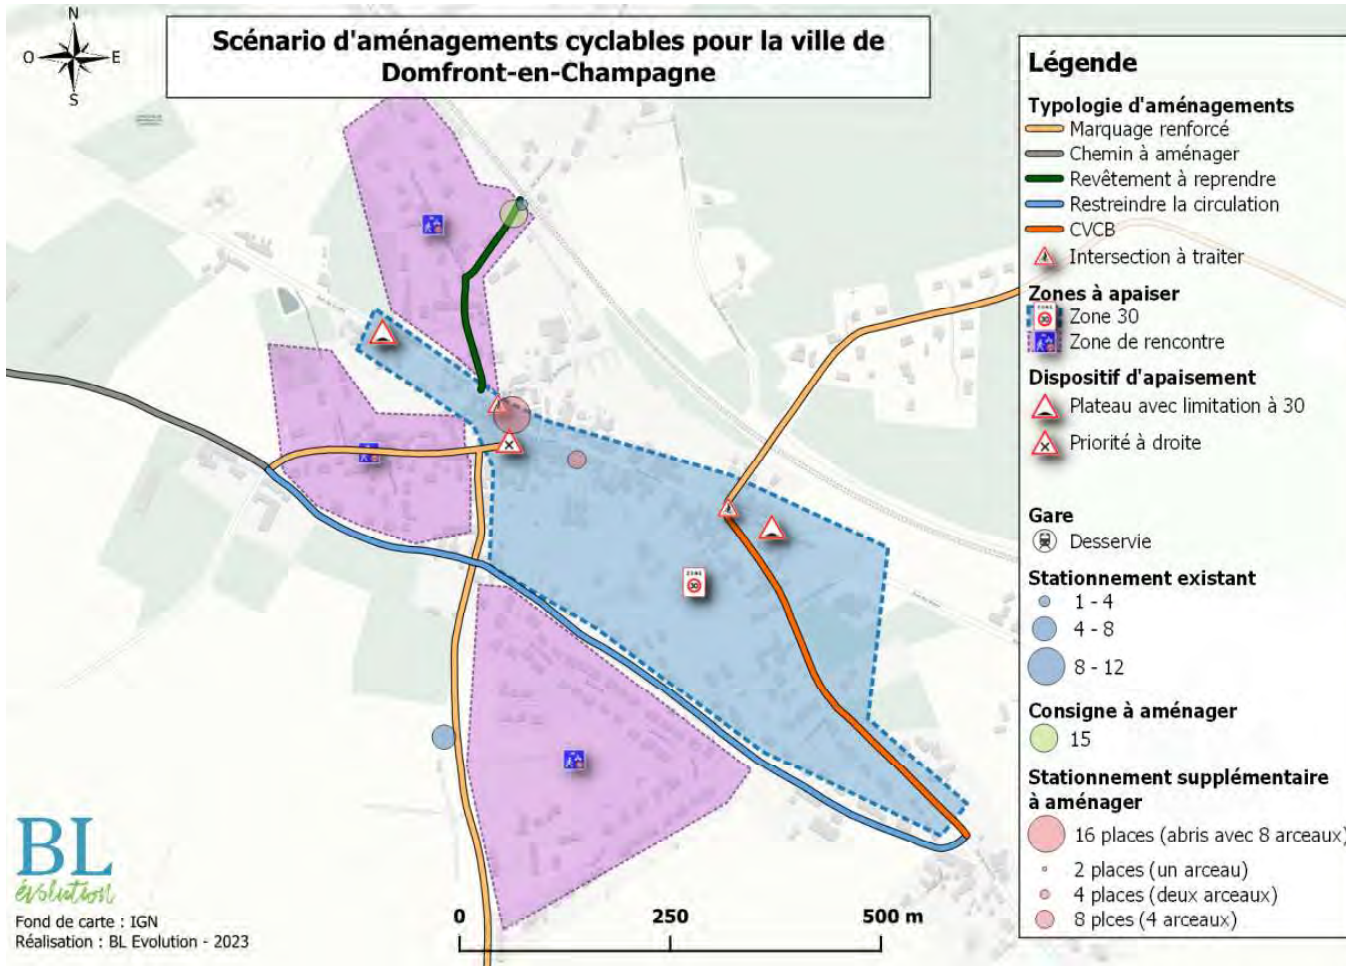 N
O
E
S
Scénario d'aménagements cyclables pour la ville de
Domfront-en-Champagne
Légende
Typologie d'aménagements
Marquage renforcé
Chemin à aménager
Revêtement à reprendre
Restreindre la circulation
CVCB
Intersection à traiter
Zones à apaiser
Zone 30
Zone de rencontre
Dispositif d'apaisement
Plateau avec limitation à 30
Priorité à droite
Gare
Desservie
Stationnement existant
1 - 4
4 - 8
8 - 12
Consigne à aménager
15
Stationnement supplémentaire
à aménager
16 places (abris avec 8 arceaux)
2 places (un arceau)
4 places (deux arceaux)
8 plces (4 arceaux)
ZONE
30
BL
évolution
Fond de carte : IGN
Réalisation : BL Evolution - 2023
0 250 500 m